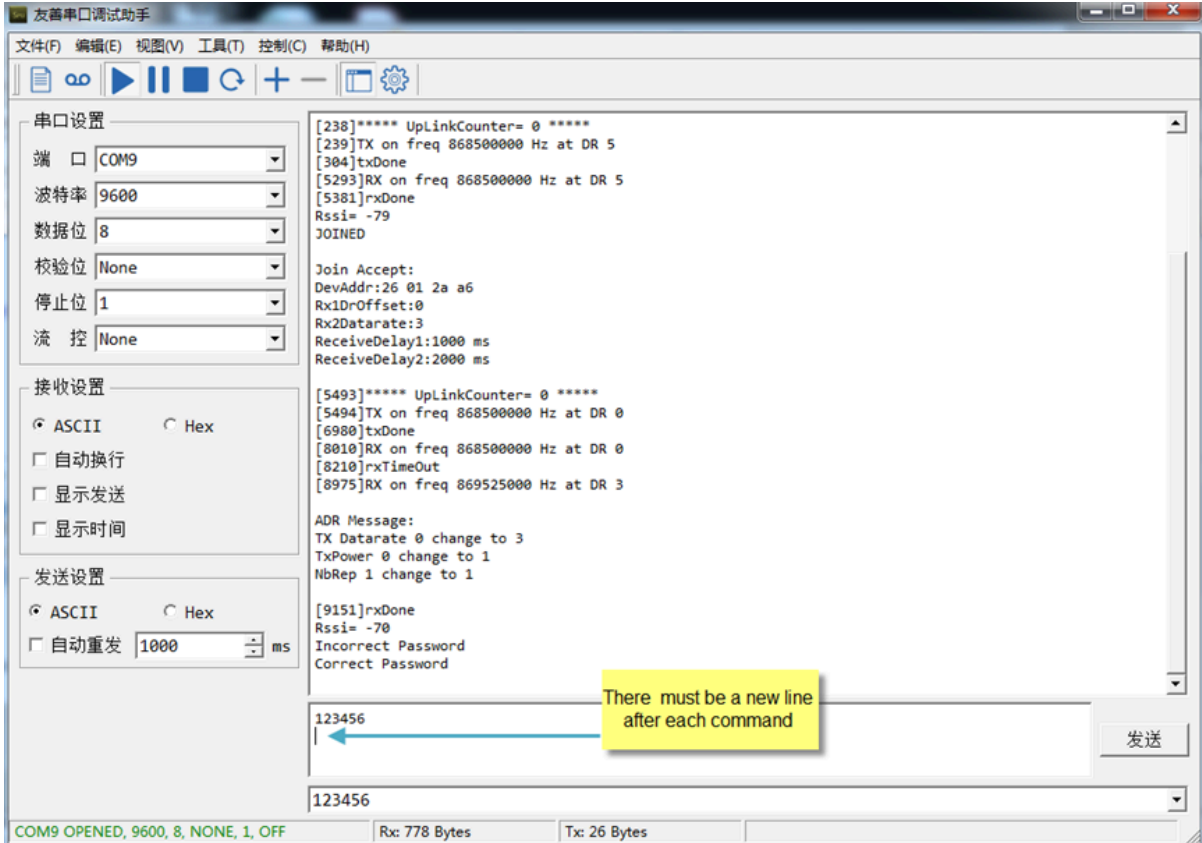 友善串口调试助手
文件(F) 编辑(E) 视图(V) 工具(T) 控制(C) 帮助(H)
串口设置
端 口 COM9
波特率 9600
数据位 8
校验位 None
停止位 1
流 控 None
接收设置
ASCII Hex
自动换行
显示发送
显示时间
发送设置
ASCII Hex
自动重发 1000 ms
[238]***** UpLinkCounter= 0 *****
[239]TX on freq 868500000 Hz at DR 5
[304]txDone
[5293]RX on freq 868500000 Hz at DR 5
[5381]rxDone
Rssi= -79
JOINED
Join Accept:
DevAddr:26 01 2a a6
Rx1DrOffset:0
Rx2Datarate:3
ReceiveDelay1:1000 ms
ReceiveDelay2:2000 ms
[5493]***** UpLinkCounter= 0 *****
[5494]TX on freq 868500000 Hz at DR 0
[6980]txDone
[8010]RX on freq 868500000 Hz at DR 0
[8210]rxTimeOut
[8975]RX on freq 869525000 Hz at DR 3
ADR Message:
TX Datarate 0 change to 3
TxPower 0 change to 1
NbRep 1 change to 1
[9151]rxDone
Rssi= -70
Incorrect Password
Correct Password
There must be a new line
after each command
123456
发送
123456
COM9 OPENED, 9600, 8, NONE, 1, OFF Rx: 778 Bytes Tx: 26 Bytes